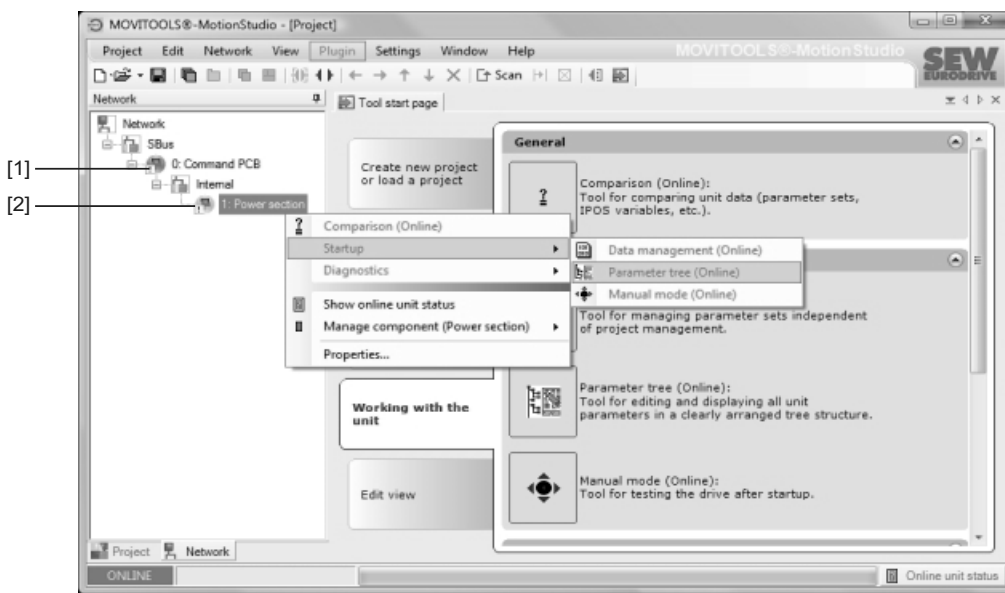 MOVITOOLS®-MotionStudio - [Project]
Project Edit Network View Plugin Settings Window Help
MOVITOOLS®-MotionStudio
SEW
EURODRIVE
Scan
Network
Tool start page
Network
SBus
[1]
0: Command PCB
Internal
[2]
1: Power section
Comparison (Online)
Startup
Diagnostics
Show online unit status
Manage component (Power section)
Properties...
Data management (Online)
Parameter tree (Online)
Manual mode (Online)
Create new project
or load a project
Working with the
unit
Edit view
General
Comparison (Online):
Tool for comparing unit data (parameter sets,
IPOS variables, etc.).
Tool for managing parameter sets independent
of project management.
Parameter tree (Online):
Tool for editing and displaying all unit
parameters in a clearly arranged tree structure.
Manual mode (Online):
Tool for testing the drive after startup.
Project Network
ONLINE
Online unit status